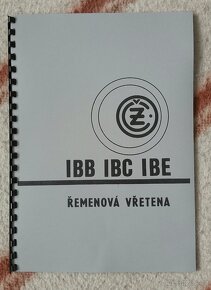 ČZ
IBB IBC IBE
ŘEMENOVÁ VŘETENA